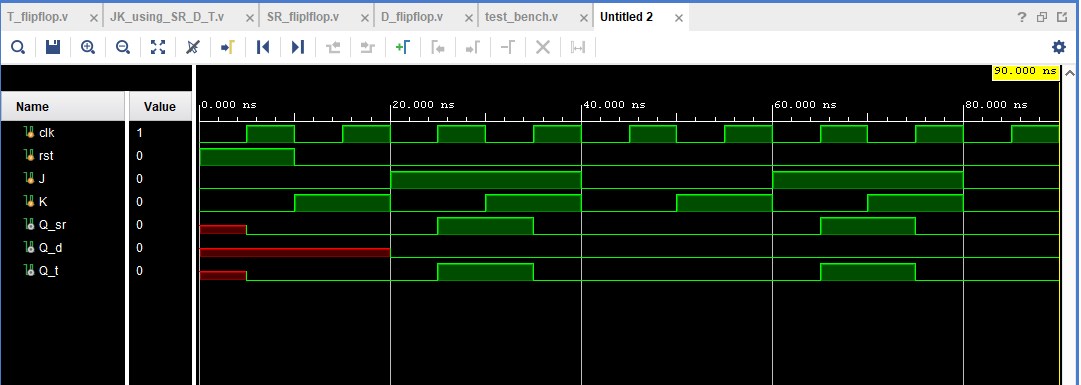 T_flipflop.v × JK_using_SR_D_T.v × SR_fliplflop.v × D_flipflop.v × test_bench.v × Untitled 2 × ?
90.000 ns
Name Value 0.000 ns 20.000 ns 40.000 ns 60.000 ns 80.000 ns
clk 1
rst 0
J 0
K 0
Q_sr 0
Q_d 0
Q_t 0